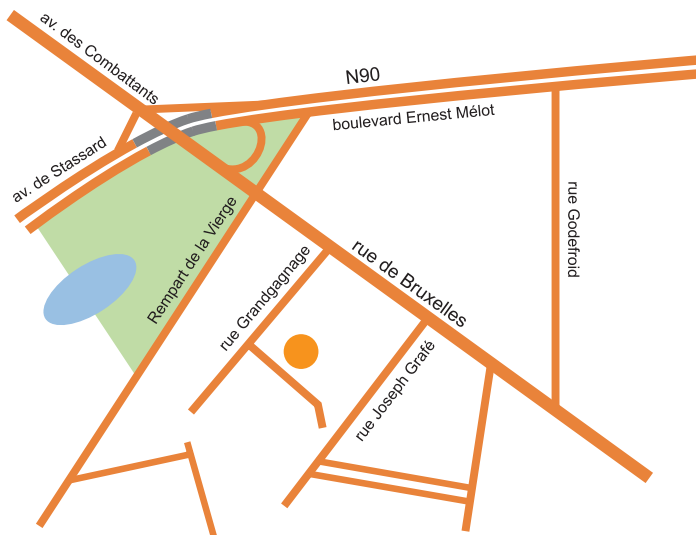 av. des Combattants
N90
boulevard Ernest Mélot
av. de Stassard
rue Godefroid
Rempart de la Vierge
rue de Bruxelles
rue Grandgagnage
rue Joseph Grafé